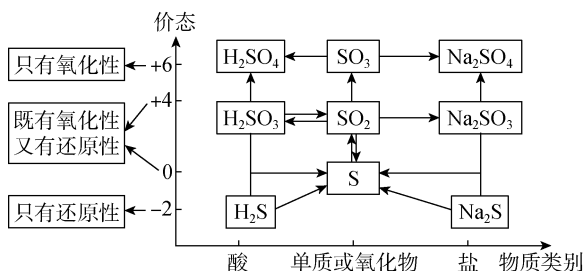 价态
只有氧化性
+6
H₂SO₄
SO₃
Na₂SO₄
既有氧化性
又有还原性
+4
H₂SO₃
SO₂
Na₂SO₃
0
S
只有还原性
−2
H₂S
Na₂S
酸
单质或氧化物
盐
物质类别